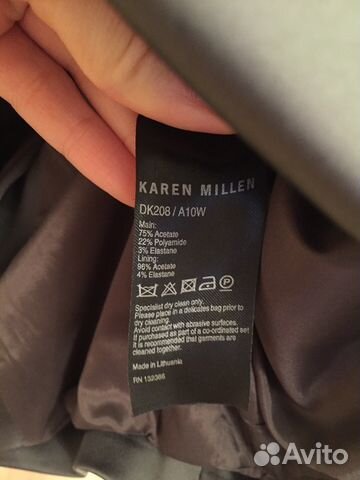 KAREN MILLEN
DK208 / A10W
Main:
75% Acetate
22% Polyamide
3% Elastane
Lining:
96% Acetate
4% Elastane
Specialist dry clean only.
Please place in a delicates bag prior to
dry cleaning.
Avoid contact with abrasive surfaces.
If purchased as part of a co-ordinated set
It is recommended that garments are
cleaned together.
Made in Lithuania
RN 132386
Avito